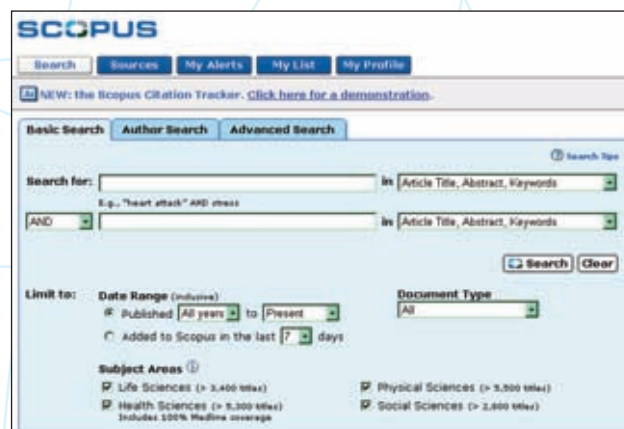 SCOPUS
Search Sources My Alerts My List My Profile
NEW: the Scopus Citation Tracker. Click here for a demonstration.
Basic Search Author Search Advanced Search
Search Tips
Search for: in Article Title, Abstract, Keywords
E.g., "heart attack" AND stress
AND in Article Title, Abstract, Keywords
Search Clear
Limit to: Date Range (inclusive) Document Type
Published All years to Present All
Added to Scopus in the last 7 days
Subject Areas
Life Sciences (> 3,400 titles) Physical Sciences (> 5,500 titles)
Health Sciences (> 5,300 titles) Social Sciences (> 2,800 titles)
Includes 100% Medline coverage